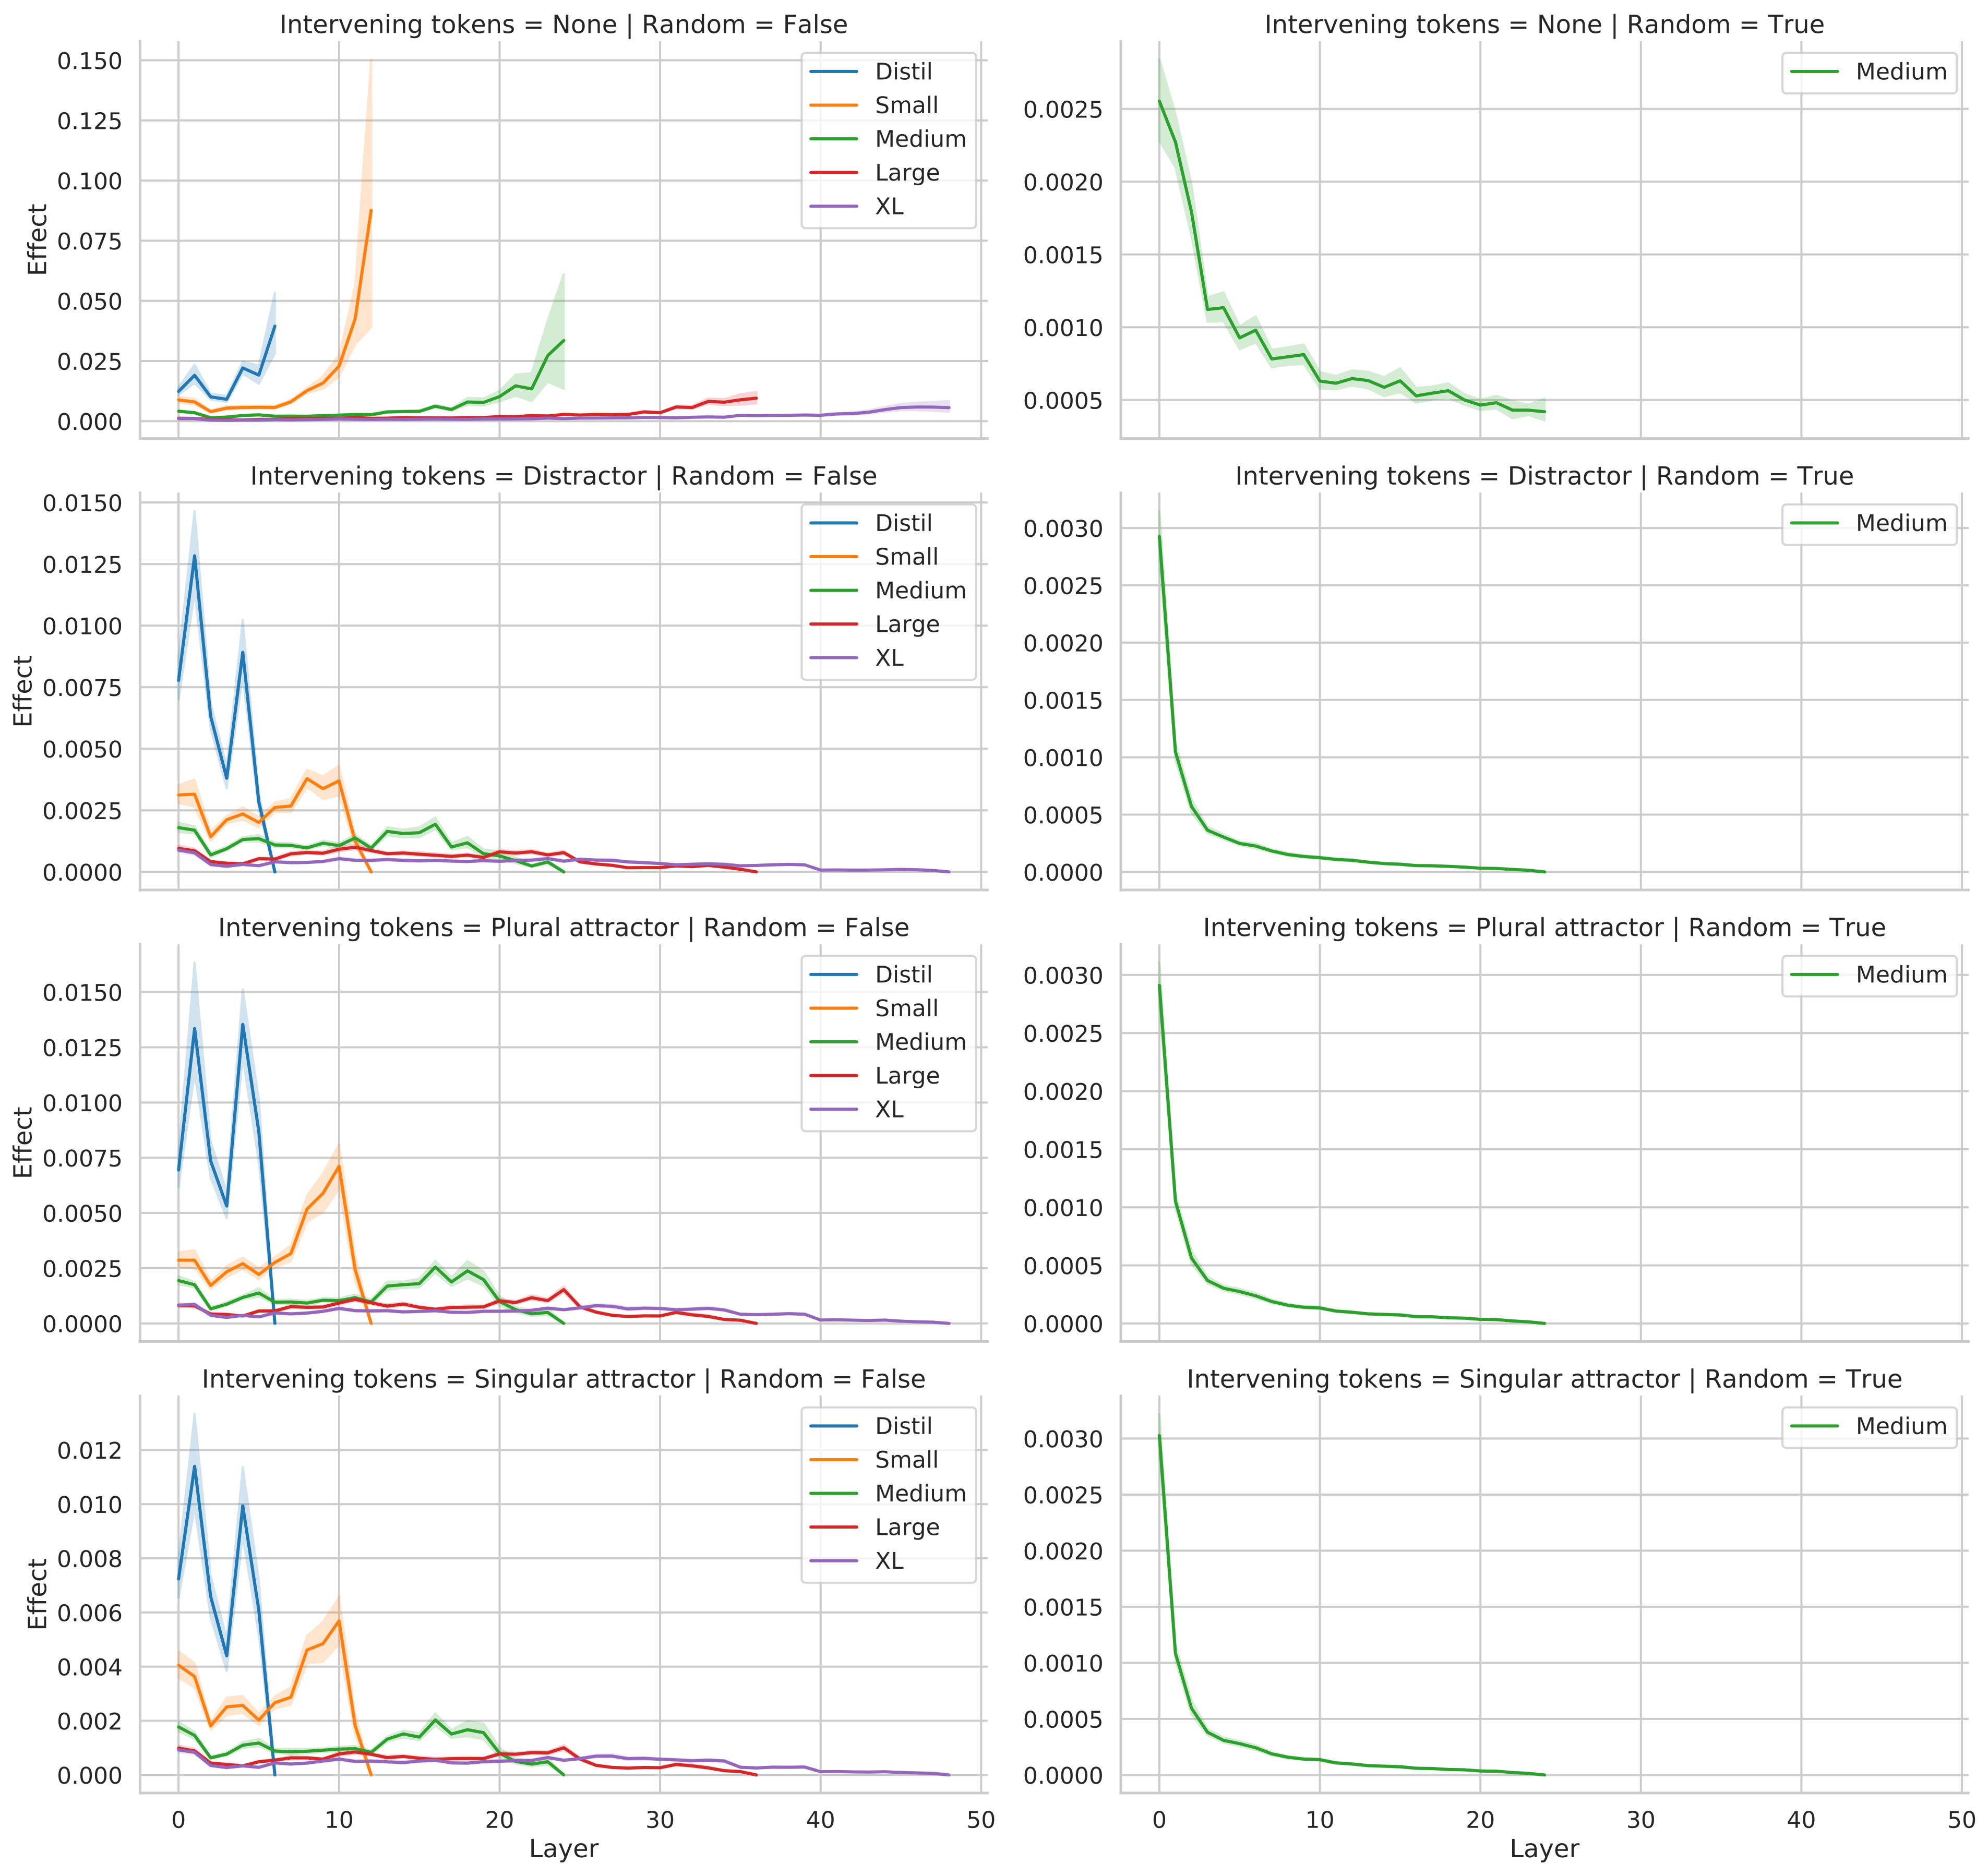 Intervening tokens = None | Random = False
Effect
0.150
0.125
0.100
0.075
0.050
0.025
0.000
Distil
Small
Medium
Large
XL
Intervening tokens = None | Random = True
0.0025
0.0020
0.0015
0.0010
0.0005
Medium
Intervening tokens = Distractor | Random = False
Effect
0.0150
0.0125
0.0100
0.0075
0.0050
0.0025
0.0000
Distil
Small
Medium
Large
XL
Intervening tokens = Distractor | Random = True
0.0030
0.0025
0.0020
0.0015
0.0010
0.0005
0.0000
Medium
Intervening tokens = Plural attractor | Random = False
Effect
0.0150
0.0125
0.0100
0.0075
0.0050
0.0025
0.0000
Distil
Small
Medium
Large
XL
Intervening tokens = Plural attractor | Random = True
0.0030
0.0025
0.0020
0.0015
0.0010
0.0005
0.0000
Medium
Intervening tokens = Singular attractor | Random = False
Effect
0.012
0.010
0.008
0.006
0.004
0.002
0.000
Distil
Small
Medium
Large
XL
0 10 20 30 40 50
Layer
Intervening tokens = Singular attractor | Random = True
0.0030
0.0025
0.0020
0.0015
0.0010
0.0005
0.0000
Medium
0 10 20 30 40 50
Layer